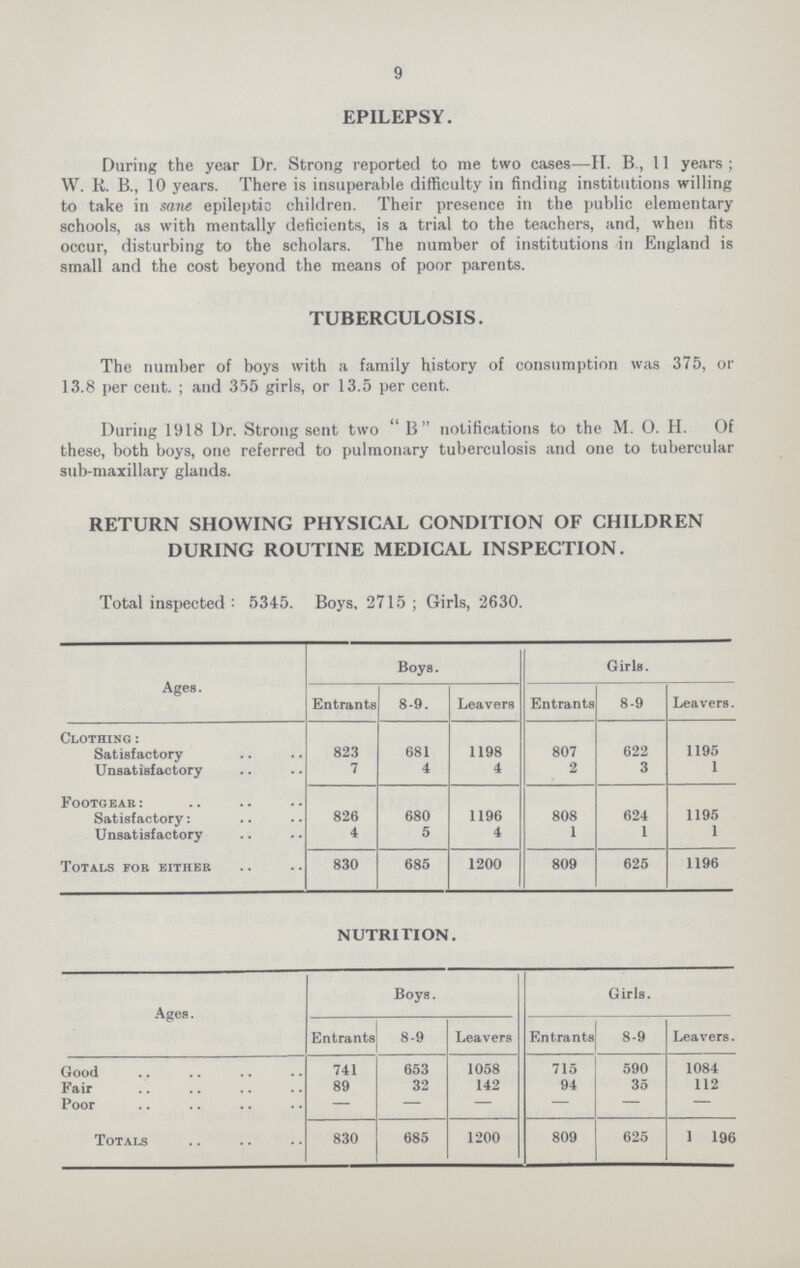 9
EPILEPSY.
During the year Dr. Strong reported to me two cases—H. B., 11 years ;
W. R. B., 10 years. There is insuperable difficulty in finding institutions willing
to take in sane epileptic children. Their presence in the public elementary
schools, as with mentally deficients, is a trial to the teachers, and, when fits
occur, disturbing to the scholars. The number of institutions in England is
small and the cost beyond the means of poor parents.
TUBERCULOSIS.
The number of boys with a family history of consumption was 375, or
13.8 per cent. ; and 355 girls, or 13.5 per cent.
During 1918 Dr. Strong sent two “ B ” notifications to the M. O. H. Of
these, both boys, one referred to pulmonary tuberculosis and one to tubercular
sub-maxillary glands.
RETURN SHOWING PHYSICAL CONDITION OF CHILDREN
DURING ROUTINE MEDICAL INSPECTION.
Total inspected : 5345. Boys, 2715 ; Girls, 2630.
Ages. Boys. Girls.
Entrants 8-9. Leavers Entrants 8-9 Leavers.
CLOTHING :
Satisfactory .. .. 823 681 1198 807 622 1195
Unsatisfactory .. .. 7 4 4 2 3 1
FOOTGEAR: .. .. ..
Satisfactory: .. .. 826 680 1196 808 624 1195
Unsatisfactory .. .. 4 5 4 1 1 1
TOTALS FOR EITHER .. .. 830 685 1200 809 625 1196
NUTRITION.
Ages. Boys. Girls.
Entrants 8-9 Leavers Entrants 8-9 Leavers.
Good .. .. .. .. 741 653 1058 715 590 1084
Fair .. .. .. .. 89 32 142 94 35 112
Poor .. .. .. .. — — — — — —
TOTALS .. .. .. 830 685 1200 809 625 1 196